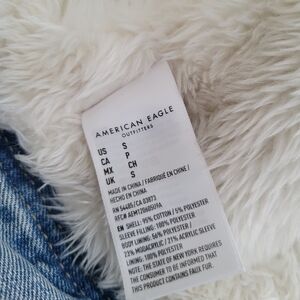 AMERICAN EAGLE
OUTFITTERS
US S
CA P
MX CH
UK S
MADE IN CHINA / FABRIQUÉ EN CHINE /
HECHO EN CHINA
RN 54485 / CA 03873
EN SHELL: 95% COTTON / 5% POLYESTER
SLEEVE LINING: 100% POLYESTER
BODY LINING: 56% POLYESTER /
23% MODACRYLIC / 21% ACRYLIC SLEEVE
LINING: 100% POLYESTER
NOTE: THE STATE OF NEW YORK REQUIRES
THE CONSUMER TO BE INFORMED THAT
THIS PRODUCT CONTAINS FAUX FUR.